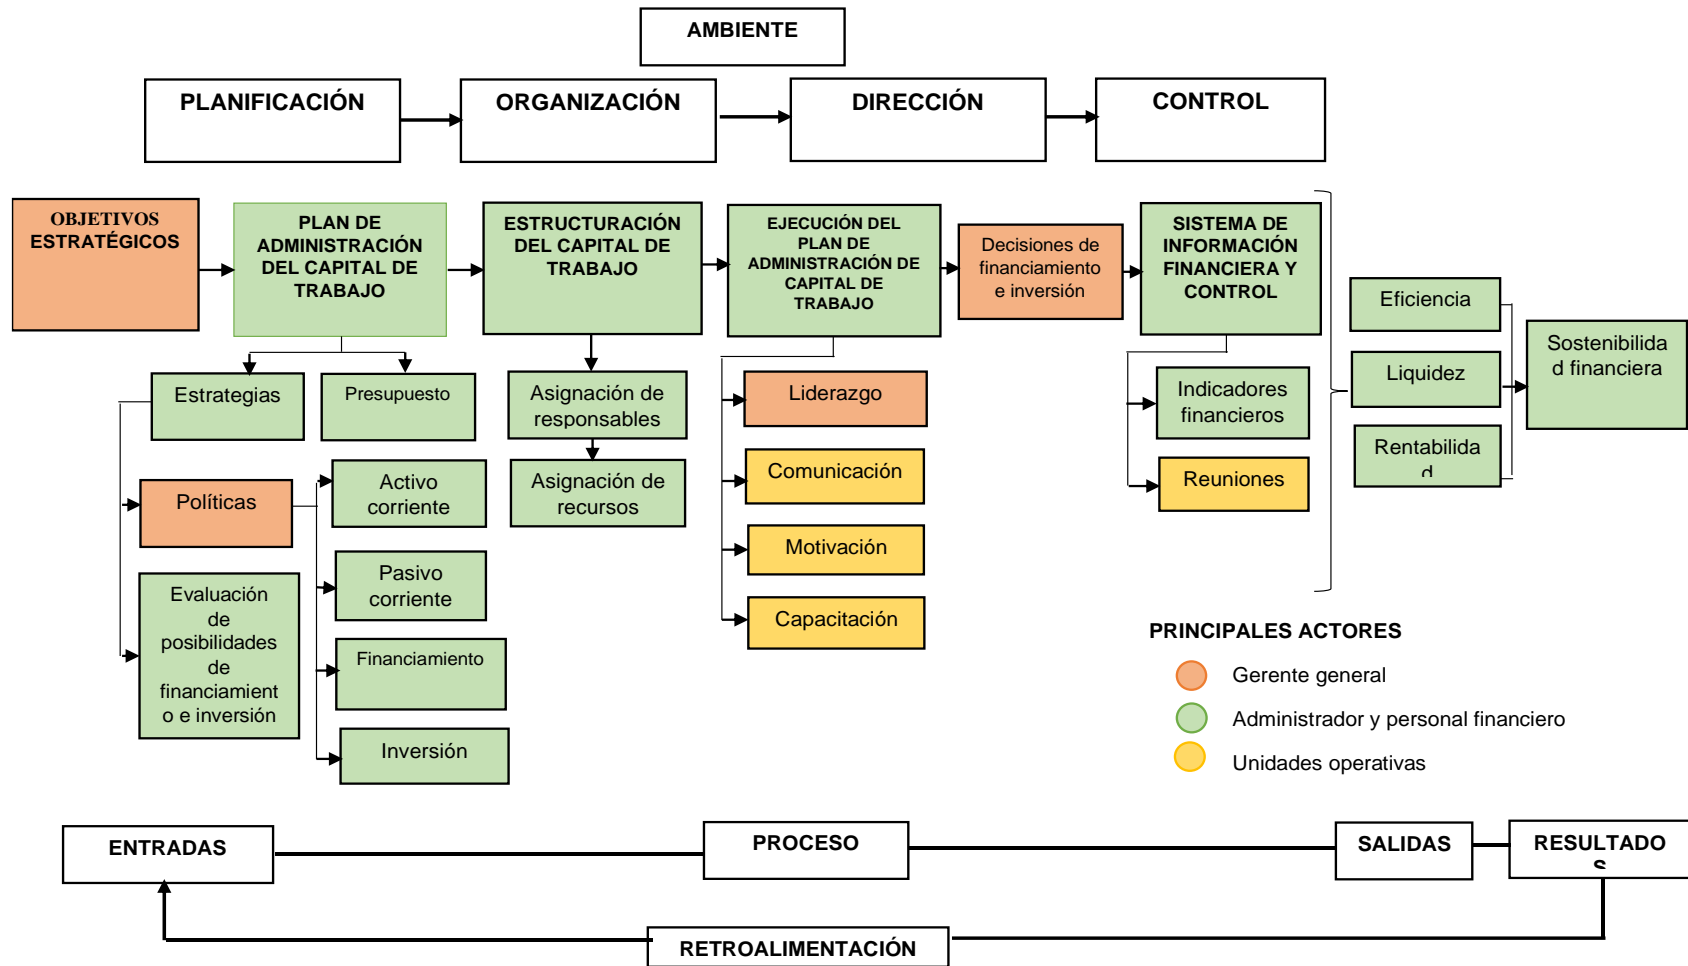 AMBIENTE
PLANIFICACIÓN
ORGANIZACIÓN
DIRECCIÓN
CONTROL
OBJETIVOS
ESTRATÉGICOS
PLAN DE
ADMINISTRACIÓN
DEL CAPITAL DE
TRABAJO
ESTRUCTURACIÓN
DEL CAPITAL DE
TRABAJO
EJECUCIÓN DEL
PLAN DE
ADMINISTRACIÓN DE
CAPITAL DE
TRABAJO
Decisiones de
financiamiento
e inversión
SISTEMA DE
INFORMACIÓN
FINANCIERA Y
CONTROL
Eficiencia
Liquidez
Rentabilida
d
Sostenibilida
d financiera
Estrategias
Presupuesto
Políticas
Evaluación
de
posibilidades
de
financiamient
o e inversión
Activo
corriente
Pasivo
corriente
Financiamiento
Inversión
Asignación de
responsables
Asignación de
recursos
Liderazgo
Comunicación
Motivación
Capacitación
Indicadores
financieros
Reuniones
PRINCIPALES ACTORES
Gerente general
Administrador y personal financiero
Unidades operativas
ENTRADAS
PROCESO
SALIDAS
RESULTADO
S
RETROALIMENTACIÓN